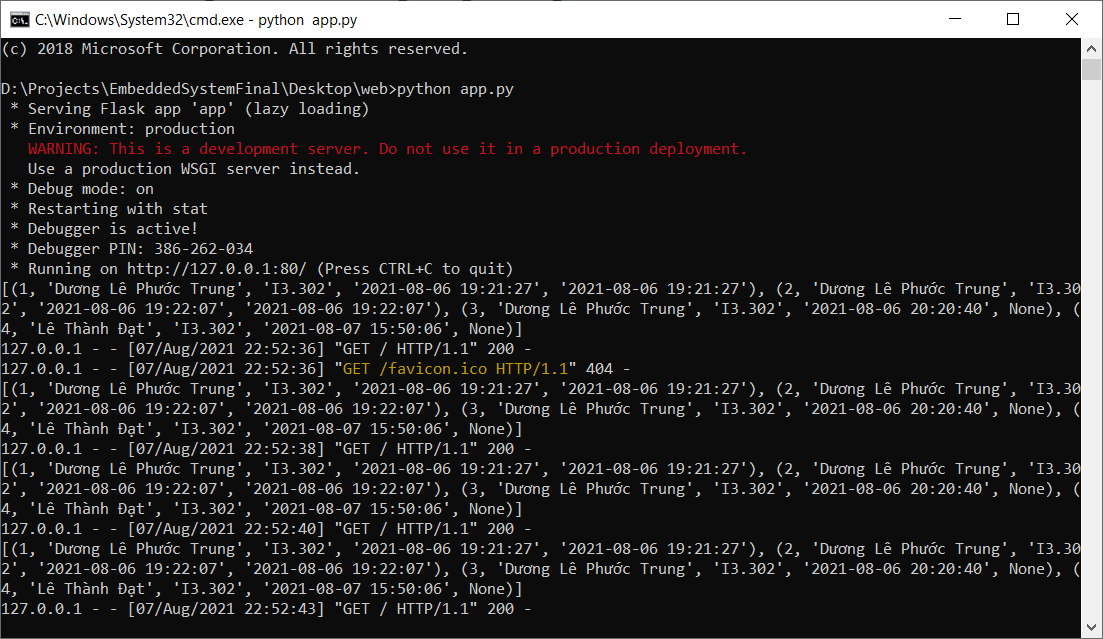 C:\Windows\System32\cmd.exe - python  app.py
(c) 2018 Microsoft Corporation. All rights reserved.
D:\Projects\EmbeddedSystemFinal\Desktop\web>python app.py
 * Serving Flask app 'app' (lazy loading)
 * Environment: production
   WARNING: This is a development server. Do not use it in a production deployment.
   Use a production WSGI server instead.
 * Debug mode: on
 * Restarting with stat
 * Debugger is active!
 * Debugger PIN: 386-262-034
 * Running on http://127.0.0.1:80/ (Press CTRL+C to quit)
[(1, 'Dương Lê Phước Trung', 'I3.302', '2021-08-06 19:21:27', '2021-08-06 19:21:27'), (2, 'Dương Lê Phước Trung', 'I3.30
2', '2021-08-06 19:22:07', '2021-08-06 19:22:07'), (3, 'Dương Lê Phước Trung', 'I3.302', '2021-08-06 20:20:40', None), (
4, 'Lê Thành Đạt', 'I3.302', '2021-08-07 15:50:06', None)]
127.0.0.1 - - [07/Aug/2021 22:52:36] "GET / HTTP/1.1" 200 -
127.0.0.1 - - [07/Aug/2021 22:52:36] "GET /favicon.ico HTTP/1.1" 404 -
[(1, 'Dương Lê Phước Trung', 'I3.302', '2021-08-06 19:21:27', '2021-08-06 19:21:27'), (2, 'Dương Lê Phước Trung', 'I3.30
2', '2021-08-06 19:22:07', '2021-08-06 19:22:07'), (3, 'Dương Lê Phước Trung', 'I3.302', '2021-08-06 20:20:40', None), (
4, 'Lê Thành Đạt', 'I3.302', '2021-08-07 15:50:06', None)]
127.0.0.1 - - [07/Aug/2021 22:52:38] "GET / HTTP/1.1" 200 -
[(1, 'Dương Lê Phước Trung', 'I3.302', '2021-08-06 19:21:27', '2021-08-06 19:21:27'), (2, 'Dương Lê Phước Trung', 'I3.30
2', '2021-08-06 19:22:07', '2021-08-06 19:22:07'), (3, 'Dương Lê Phước Trung', 'I3.302', '2021-08-06 20:20:40', None), (
4, 'Lê Thành Đạt', 'I3.302', '2021-08-07 15:50:06', None)]
127.0.0.1 - - [07/Aug/2021 22:52:40] "GET / HTTP/1.1" 200 -
[(1, 'Dương Lê Phước Trung', 'I3.302', '2021-08-06 19:21:27', '2021-08-06 19:21:27'), (2, 'Dương Lê Phước Trung', 'I3.30
2', '2021-08-06 19:22:07', '2021-08-06 19:22:07'), (3, 'Dương Lê Phước Trung', 'I3.302', '2021-08-06 20:20:40', None), (
4, 'Lê Thành Đạt', 'I3.302', '2021-08-07 15:50:06', None)]
127.0.0.1 - - [07/Aug/2021 22:52:43] "GET / HTTP/1.1" 200 -